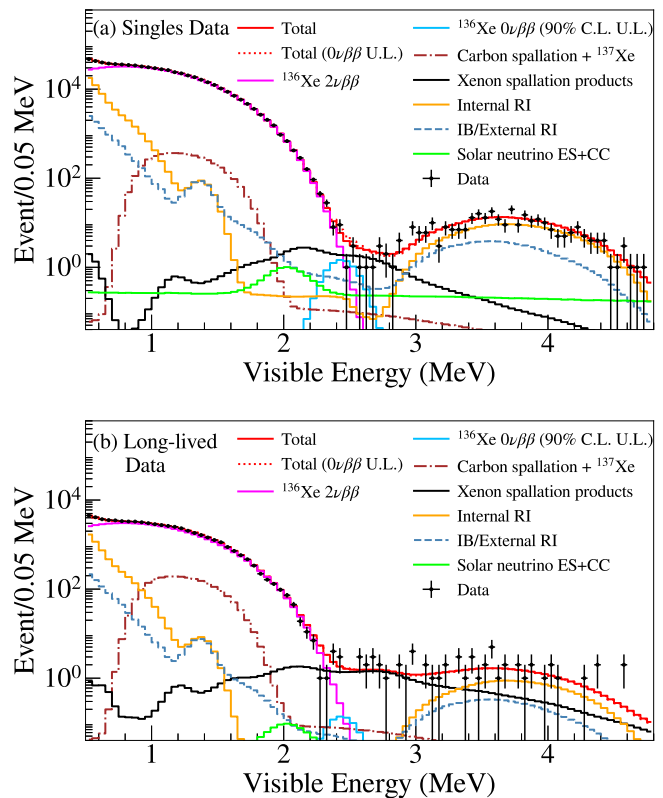 (a) Singles Data
Total
Total (0νββ U.L.)
¹³⁶Xe 2νββ
¹³⁶Xe 0νββ (90% C.L. U.L.)
Carbon spallation + ¹³⁷Xe
Xenon spallation products
Internal RI
IB/External RI
Solar neutrino ES+CC
Data
Event/0.05 MeV
10⁴
10²
10⁰
1 2 3 4
Visible Energy (MeV)
(b) Long-lived
Data
Total
Total (0νββ U.L.)
¹³⁶Xe 2νββ
¹³⁶Xe 0νββ (90% C.L. U.L.)
Carbon spallation + ¹³⁷Xe
Xenon spallation products
Internal RI
IB/External RI
Solar neutrino ES+CC
Data
Event/0.05 MeV
10⁴
10²
10⁰
1 2 3 4
Visible Energy (MeV)